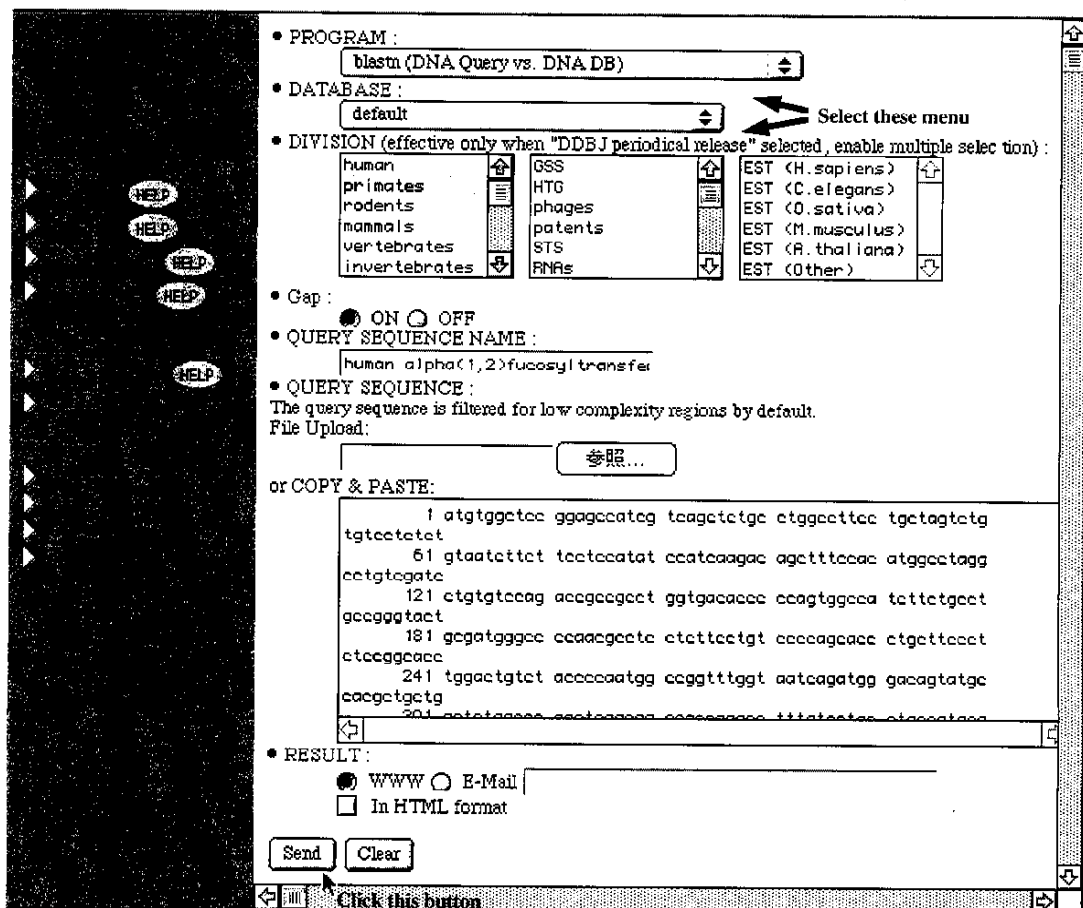 • PROGRAM :
blastn (DNA Query vs. DNA DB)
• DATABASE :
default
Select these menu
• DIVISION (effective only when "DDBJ periodical release" selected, enable multiple selec tion) :
human
primates
rodents
mammals
vertebrates
invertebrates
GSS
HTG
phages
patents
STS
RNAs
EST (H.sapiens)
EST (C.elegans)
EST (O.sativa)
EST (M.musculus)
EST (A.thaliana)
EST (Other)
HELP
HELP
HELP
HELP
HELP
• Gap :
ON OFF
• QUERY SEQUENCE NAME :
human alpha(1,2)fucosyltransfe
• QUERY SEQUENCE :
The query sequence is filtered for low complexity regions by default.
File Upload:
参照...
or COPY & PASTE:
1 atgtggctcc ggagccatcg tcagctctgc ctggccttcc tgctagtctg
tgtcctctct
61 gtaatcttct tcctccatat ccatcaagac agctttccac atggcctagg
cctgtcgatc
121 ctgtgtccag accgccgcct ggtgacaccc ccagtggcca tcttctgcct
gccgggtact
181 gcgatgggcc ccaacgcctc ctcttcctgt ccccagcacc ctgcttccct
ctccggcacc
241 tggactgtct accccaatgg ccggtttggt aatcagatgg gacagtatgc
cacgctgctg
• RESULT :
WWW E-Mail
In HTML format
Send Clear
Click this button